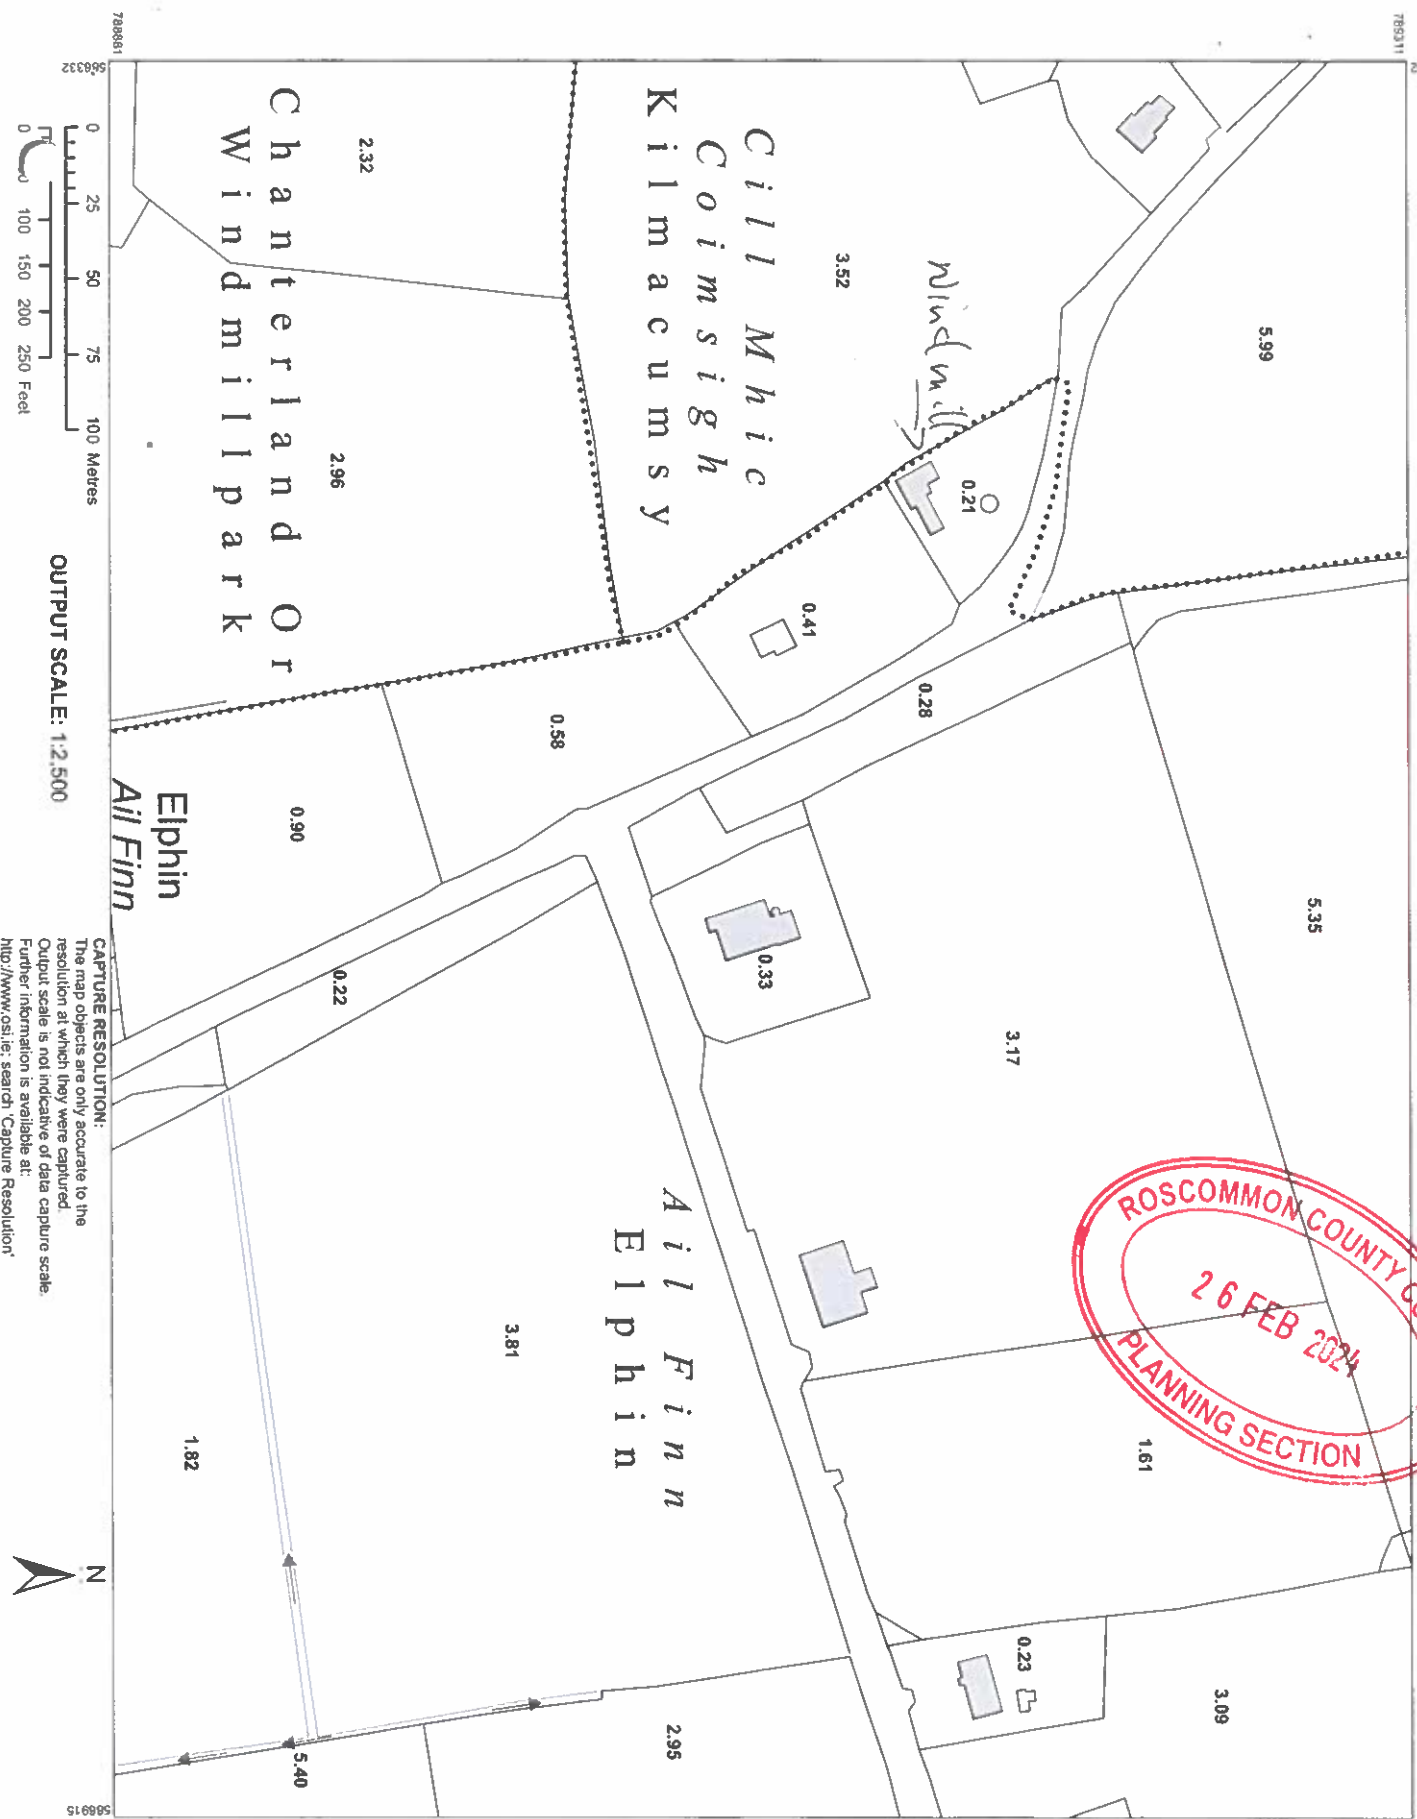 788881
789311
586332
586915
5.99
3.52
Windmill
0.21
Cill Mhic
Coimsigh
Kilmacumsy
2.32
Chanterland Or
Windmillpark
2.96
0.41
0.28
0.58
0.90
Elphin
Ail Finn
5.35
0.33
3.17
0.22
Ail Finn
Elphin
3.81
1.82
1.61
0.23
3.09
2.95
5.40
ROSCOMMON COUNTY
26 FEB 2024
PLANNING SECTION
0 25 50 75 100 Metres
0 100 150 200 250 Feet
OUTPUT SCALE: 1:2,500
CAPTURE RESOLUTION:
The map objects are only accurate to the
resolution at which they were captured.
Output scale is not indicative of data capture scale.
Further information is available at:
http://www.osi.ie; search 'Capture Resolution'
N